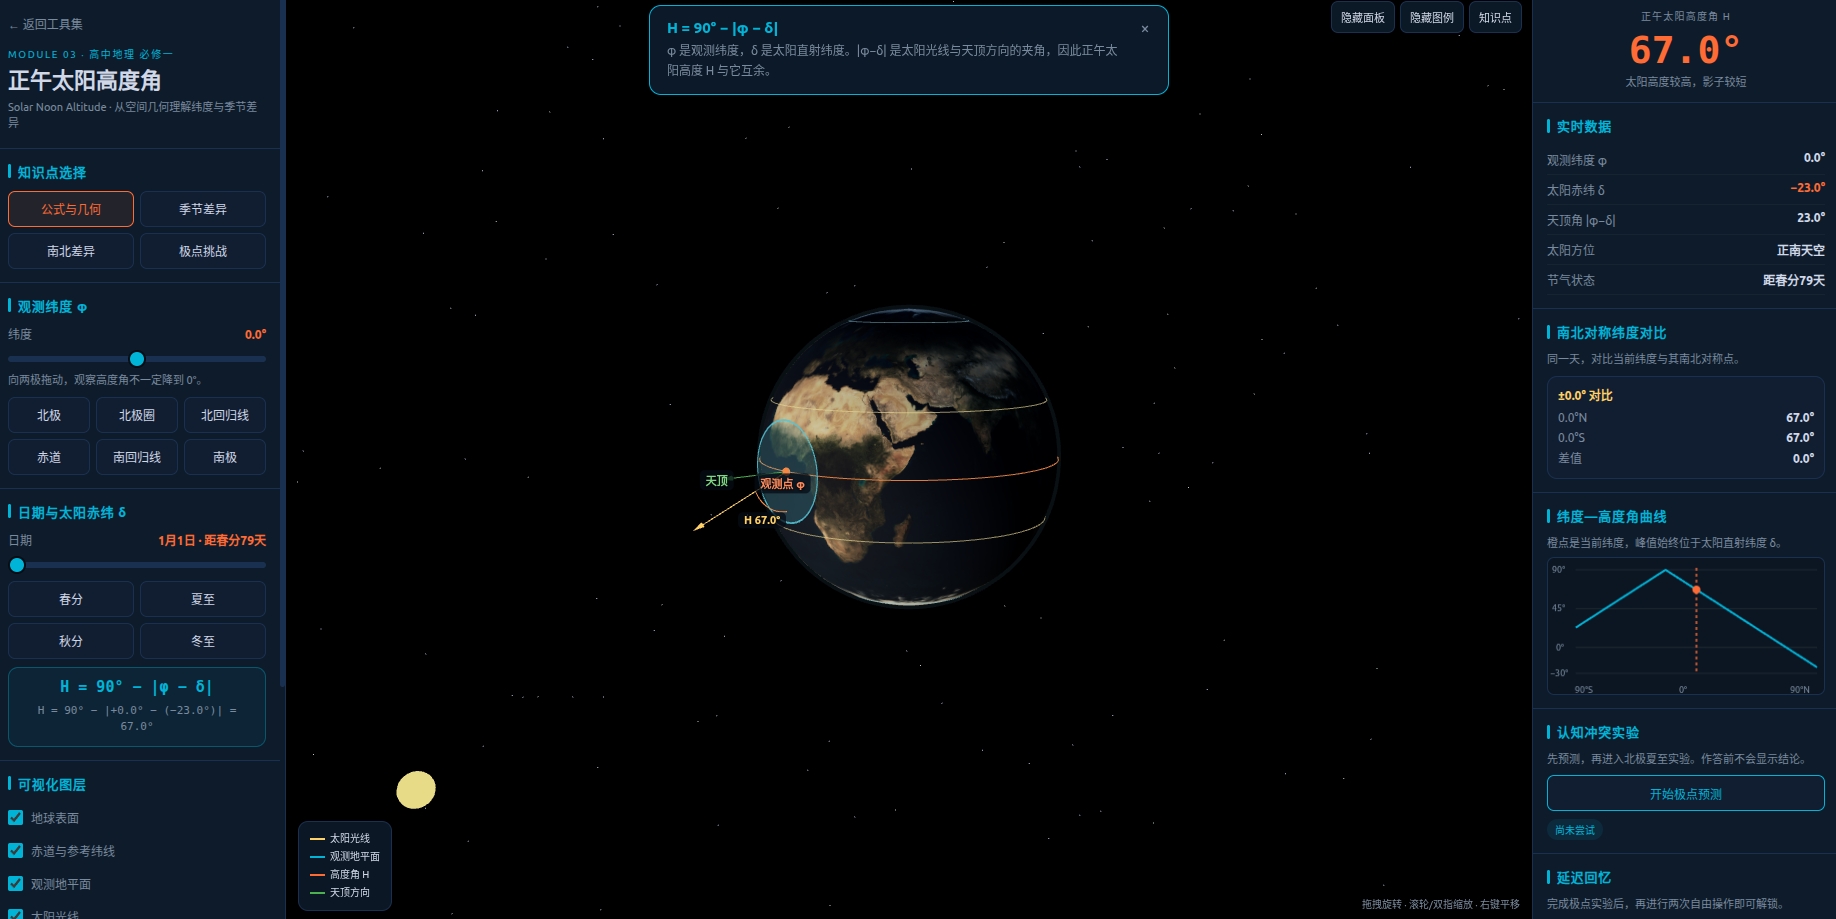 ← 返回工具集
MODULE 03 · 高中地理 必修一
正午太阳高度角
Solar Noon Altitude · 从空间几何理解纬度与季节差
异
知识点选择
公式与几何
季节差异
南北差异
极点挑战
观测纬度 φ
纬度
0.0°
向两极拖动，观察高度角不一定降到 0°。
北极
北极圈
北回归线
赤道
南回归线
南极
日期与太阳赤纬 δ
日期
1月1日 · 距春分79天
春分
夏至
秋分
冬至
H = 90° − |φ − δ|
H = 90° − |+0.0° − (−23.0°)| =
67.0°
可视化图层
地球表面
赤道与参考纬线
观测地平面
太阳光线
H = 90° − |φ − δ|
×
φ 是观测纬度，δ 是太阳直射纬度。|φ−δ| 是太阳光线与天顶方向的夹角，因此正午太
阳高度 H 与它互余。
隐藏面板
隐藏图例
知识点
天顶
观测点 φ
H 67.0°
太阳光线
观测地平面
高度角 H
天顶方向
拖拽旋转 · 滚轮/双指缩放 · 右键平移
正午太阳高度角 H
67.0°
太阳高度较高，影子较短
实时数据
观测纬度 φ
0.0°
太阳赤纬 δ
−23.0°
天顶角 |φ−δ|
23.0°
太阳方位
正南天空
节气状态
距春分79天
南北对称纬度对比
同一天，对比当前纬度与其南北对称点。
±0.0° 对比
0.0°N
67.0°
0.0°S
67.0°
差值
0.0°
纬度—高度角曲线
橙点是当前纬度，峰值始终位于太阳直射纬度 δ。
90°
45°
0°
−30°
90°S
0°
90°N
认知冲突实验
先预测，再进入北极夏至实验。作答前不会显示结论。
开始极点预测
尚未尝试
延迟回忆
完成极点实验后，再进行两次自由操作即可解锁。